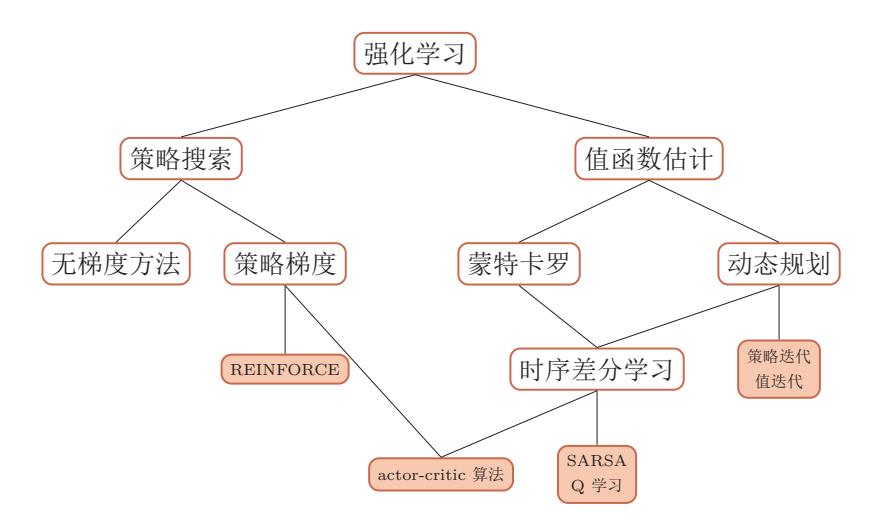 强化学习
策略搜索
值函数估计
无梯度方法
策略梯度
蒙特卡罗
动态规划
REINFORCE
时序差分学习
策略迭代
值迭代
actor-critic 算法
SARSA
Q 学习